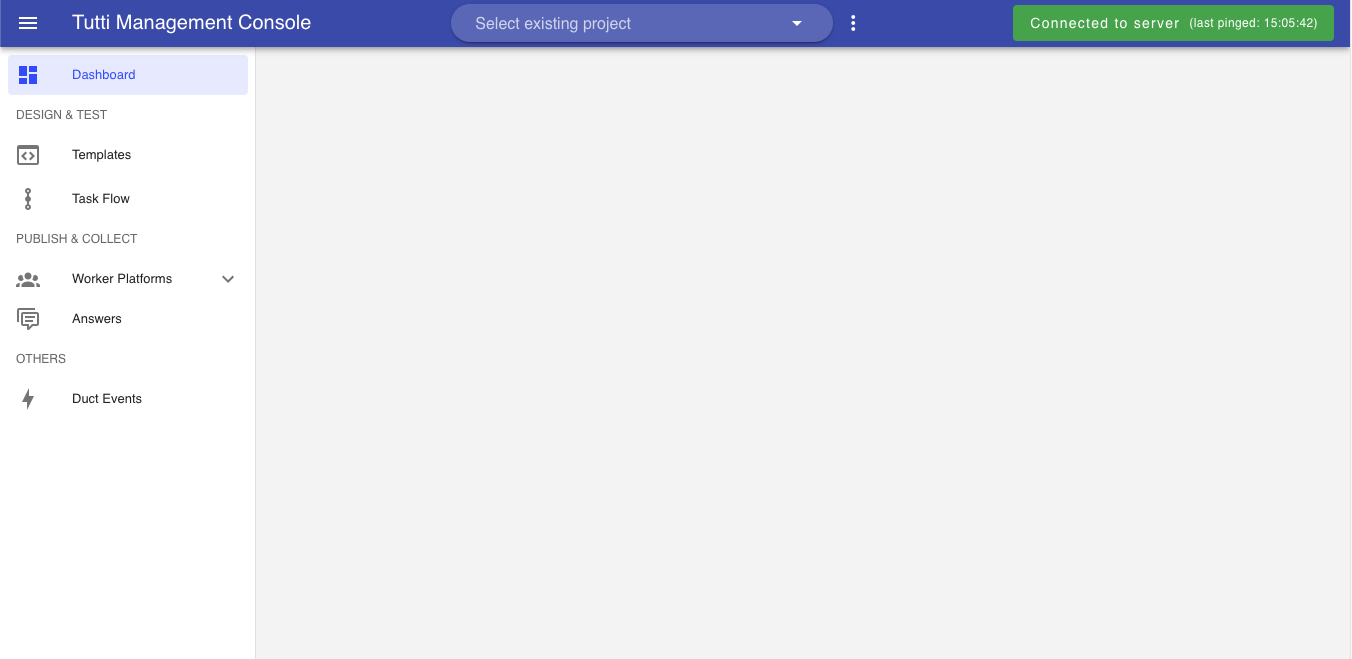 Tutti Management Console
Select existing project
Connected to server (last pinged: 15:05:42)
Dashboard
DESIGN & TEST
Templates
Task Flow
PUBLISH & COLLECT
Worker Platforms
Answers
OTHERS
Duct Events